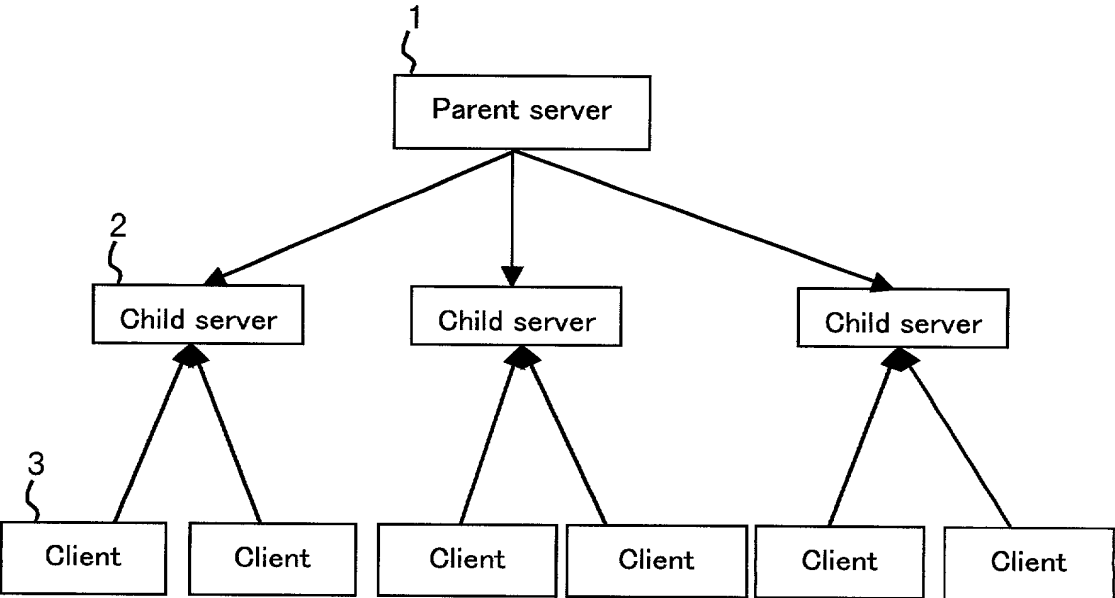 1
Parent server
2
Child server
Child server
Child server
3
Client
Client
Client
Client
Client
Client